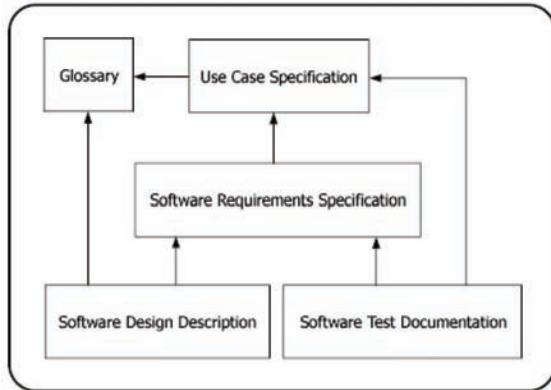 Glossary
Use Case Specification
Software Requirements Specification
Software Design Description
Software Test Documentation